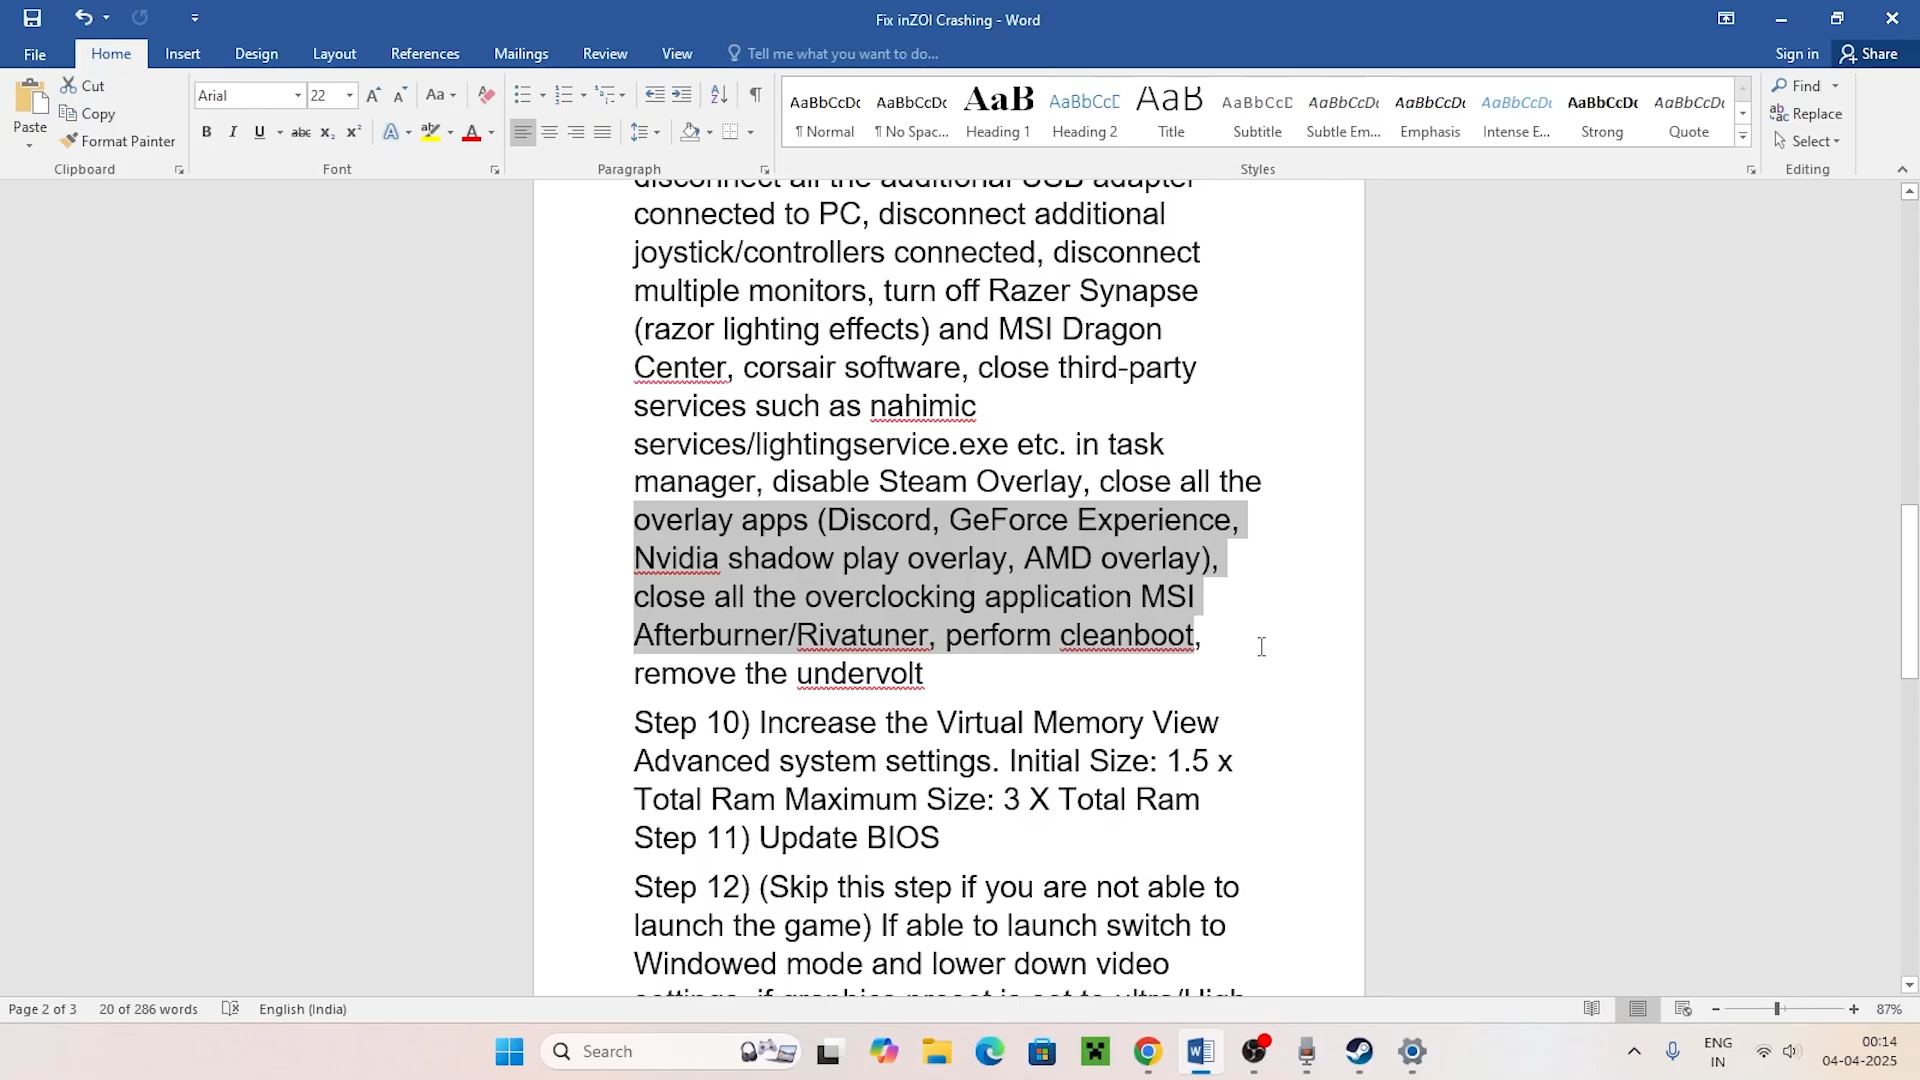 Fix inZOI Crashing - Word
File
Home
Insert
Design
Layout
References
Mailings
Review
View
Tell me what you want to do...
Sign in
Share
Paste
Cut
Copy
Format Painter
Clipboard
Arial
22
Aa
B I U abc x₂ x²
Font
Paragraph
AaBbCcDc
¶ Normal
AaBbCcDc
¶ No Spac...
AaB
Heading 1
AaBbCcD
Heading 2
AaB
Title
AaBbCcD
Subtitle
AaBbCcDc
Subtle Em...
AaBbCcDc
Emphasis
AaBbCcDc
Intense E...
AaBbCcDc
Strong
AaBbCcDc
Quote
Styles
Find
Replace
Select
Editing
disconnect all the additional USB adapter
connected to PC, disconnect additional
joystick/controllers connected, disconnect
multiple monitors, turn off Razer Synapse
(razor lighting effects) and MSI Dragon
Center, corsair software, close third-party
services such as nahimic
services/lightingservice.exe etc. in task
manager, disable Steam Overlay, close all the
overlay apps (Discord, GeForce Experience,
Nvidia shadow play overlay, AMD overlay),
close all the overclocking application MSI
Afterburner/Rivatuner, perform cleanboot,
remove the undervolt
Step 10) Increase the Virtual Memory View
Advanced system settings. Initial Size: 1.5 x
Total Ram Maximum Size: 3 X Total Ram
Step 11) Update BIOS
Step 12) (Skip this step if you are not able to
launch the game) If able to launch switch to
Windowed mode and lower down video
settings, if graphics preset is set to ultra/High
Page 2 of 3
20 of 286 words
English (India)
87%
Search
ENG
IN
00:14
04-04-2025